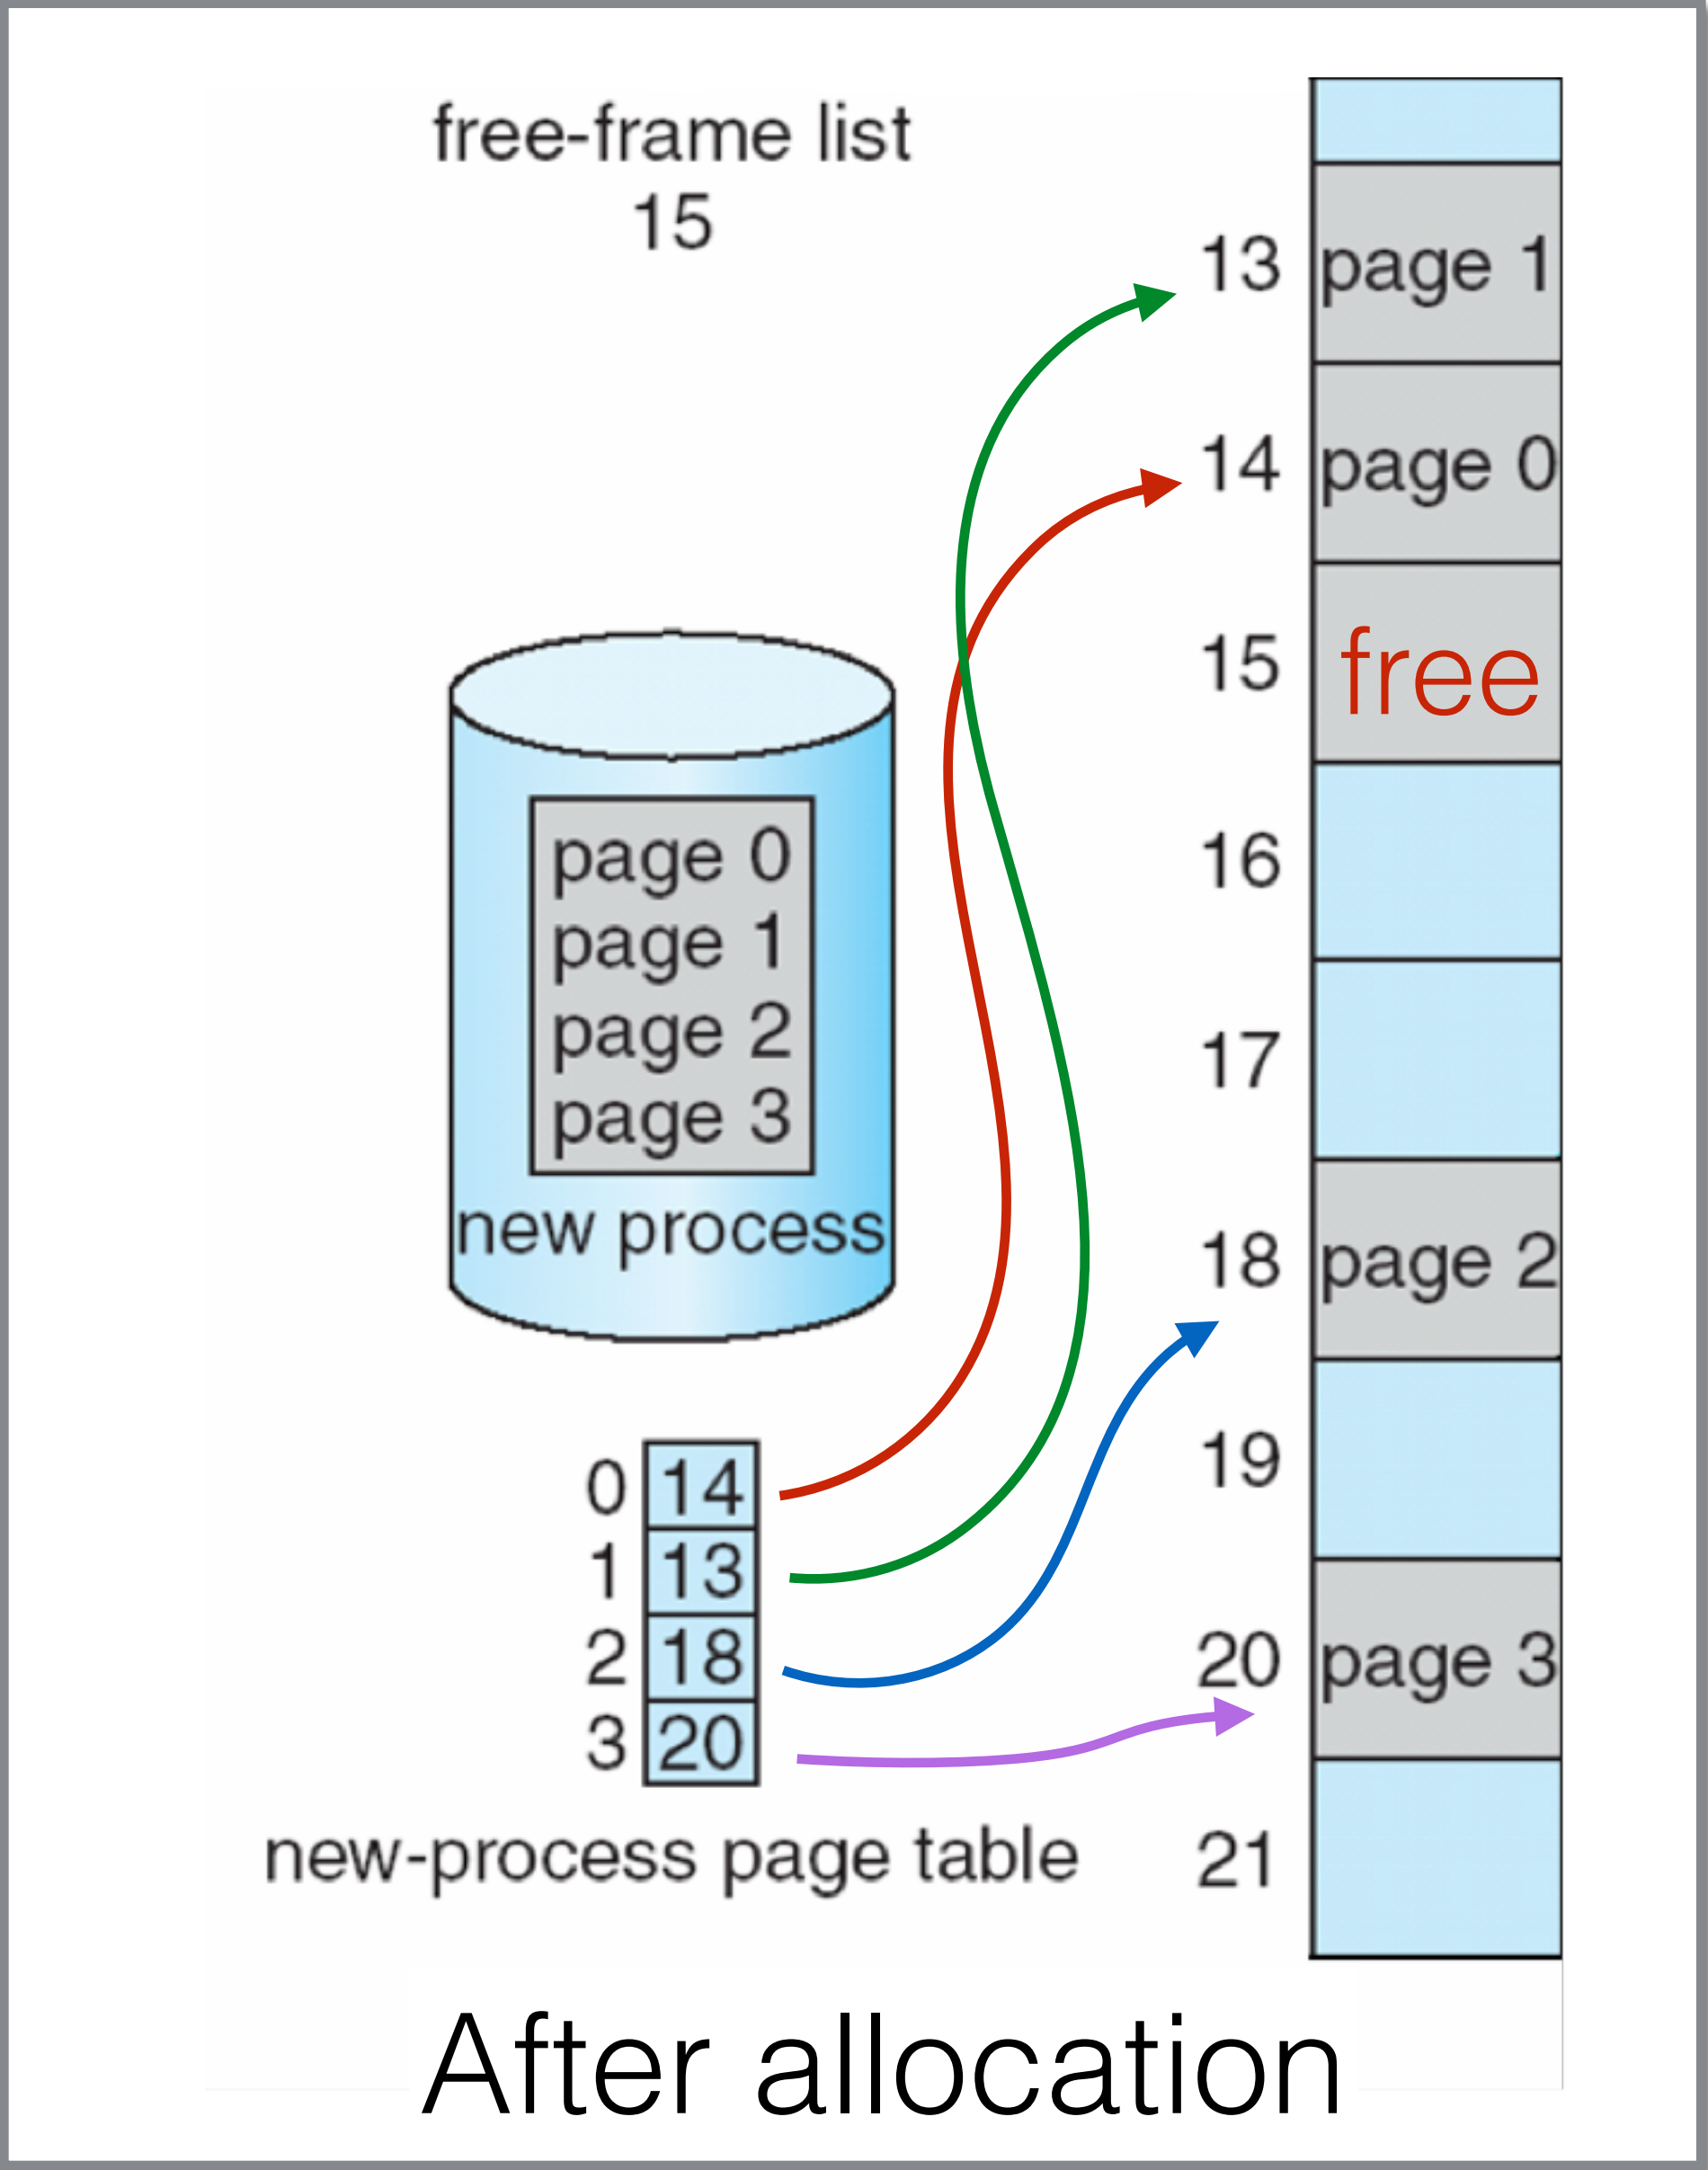 free-frame list
15
13 page 1
14 page 0
15 free
16
17
18 page 2
19
20 page 3
21
page 0
page 1
page 2
page 3
new process
0 14
1 13
2 18
3 20
new-process page table
After allocation